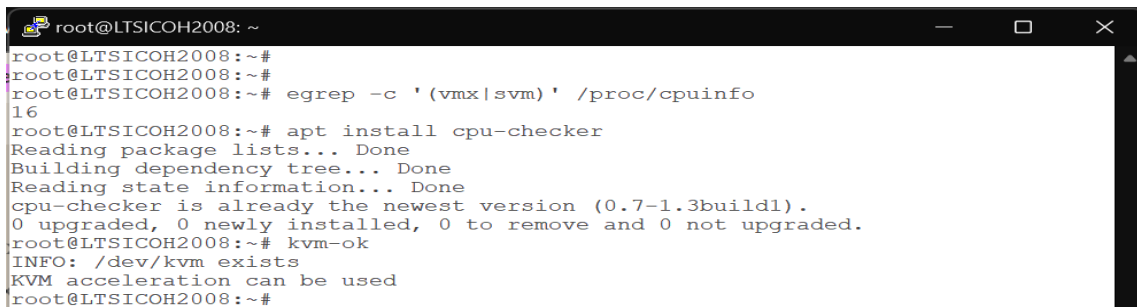 root@LTSICOH2008: ~
root@LTSICOH2008:~#
root@LTSICOH2008:~#
root@LTSICOH2008:~# egrep -c '(vmx|svm)' /proc/cpuinfo
16
root@LTSICOH2008:~# apt install cpu-checker
Reading package lists... Done
Building dependency tree... Done
Reading state information... Done
cpu-checker is already the newest version (0.7-1.3build1).
0 upgraded, 0 newly installed, 0 to remove and 0 not upgraded.
root@LTSICOH2008:~# kvm-ok
INFO: /dev/kvm exists
KVM acceleration can be used
root@LTSICOH2008:~#